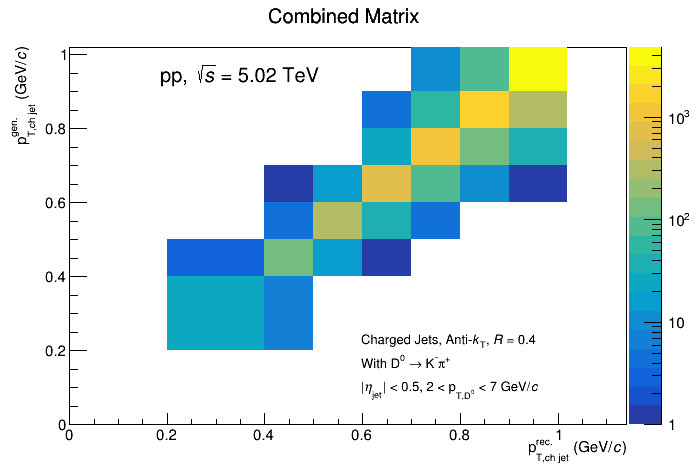 Combined Matrix
p^gen._T,ch jet (GeV/c)
1
0.8
0.6
0.4
0.2
0
pp, √s = 5.02 TeV
Charged Jets, Anti-k_T, R = 0.4
With D^0 → K^-π^+
|η_jet| < 0.5, 2 < p_T,D^0 < 7 GeV/c
0 0.2 0.4 0.6 0.8 1
p^rec._T,ch jet (GeV/c)
10^3
10^2
10
1